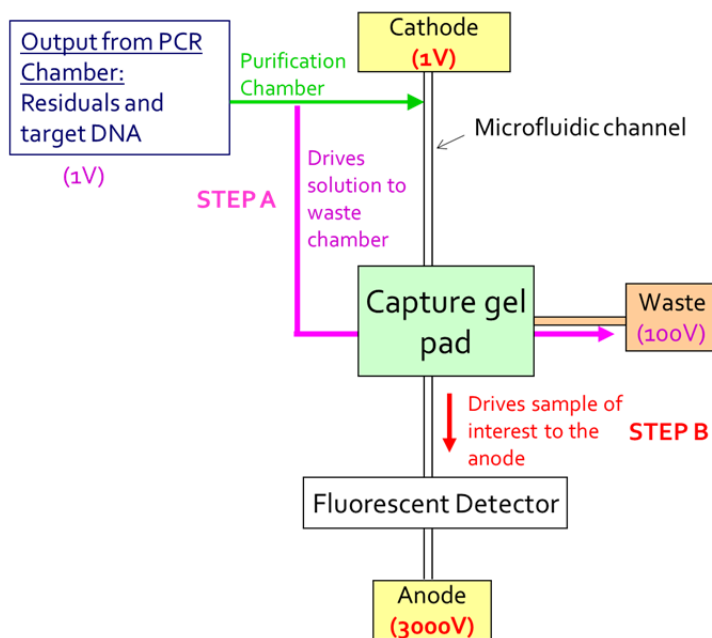 Output from PCR
Chamber:
Residuals and
target DNA
(1V)
Purification
Chamber
Cathode
(1V)
Microfluidic channel
STEP A
Drives
solution to
waste
chamber
Capture gel
pad
Waste
(100V)
Drives sample of
interest to the
anode
STEP B
Fluorescent Detector
Anode
(3000V)